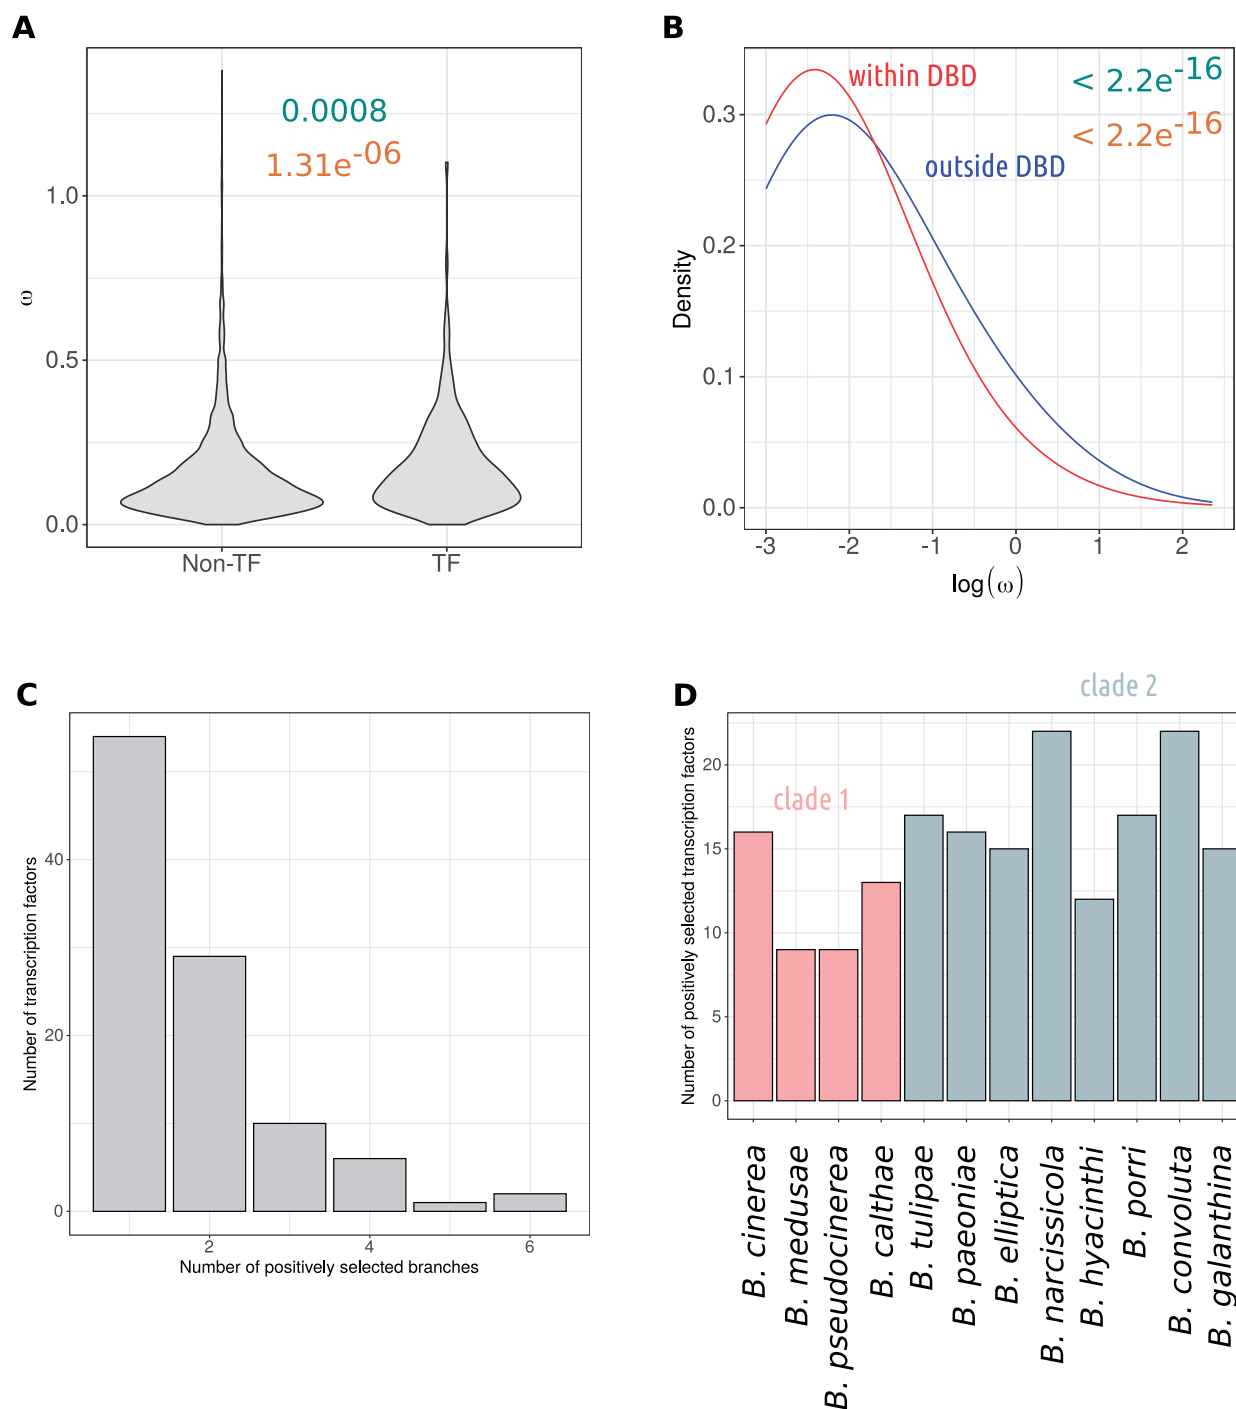 A
0.0008
1.31e-06
1.0
0.5
0.0
ω
Non-TF
TF
B
within DBD
outside DBD
< 2.2e-16
< 2.2e-16
0.3
0.2
0.1
0.0
Density
-3 -2 -1 0 1 2
log(ω)
C
40
20
0
Number of transcription factors
2 4 6
Number of positively selected branches
D
clade 2
clade 1
20
15
10
5
0
Number of positively selected transcription factors
B. cinerea
B. medusae
B. pseudocinerea
B. calthae
B. tulipae
B. paeoniae
B. elliptica
B. narcissicola
B. hyacinthi
B. porri
B. convoluta
B. galanthina